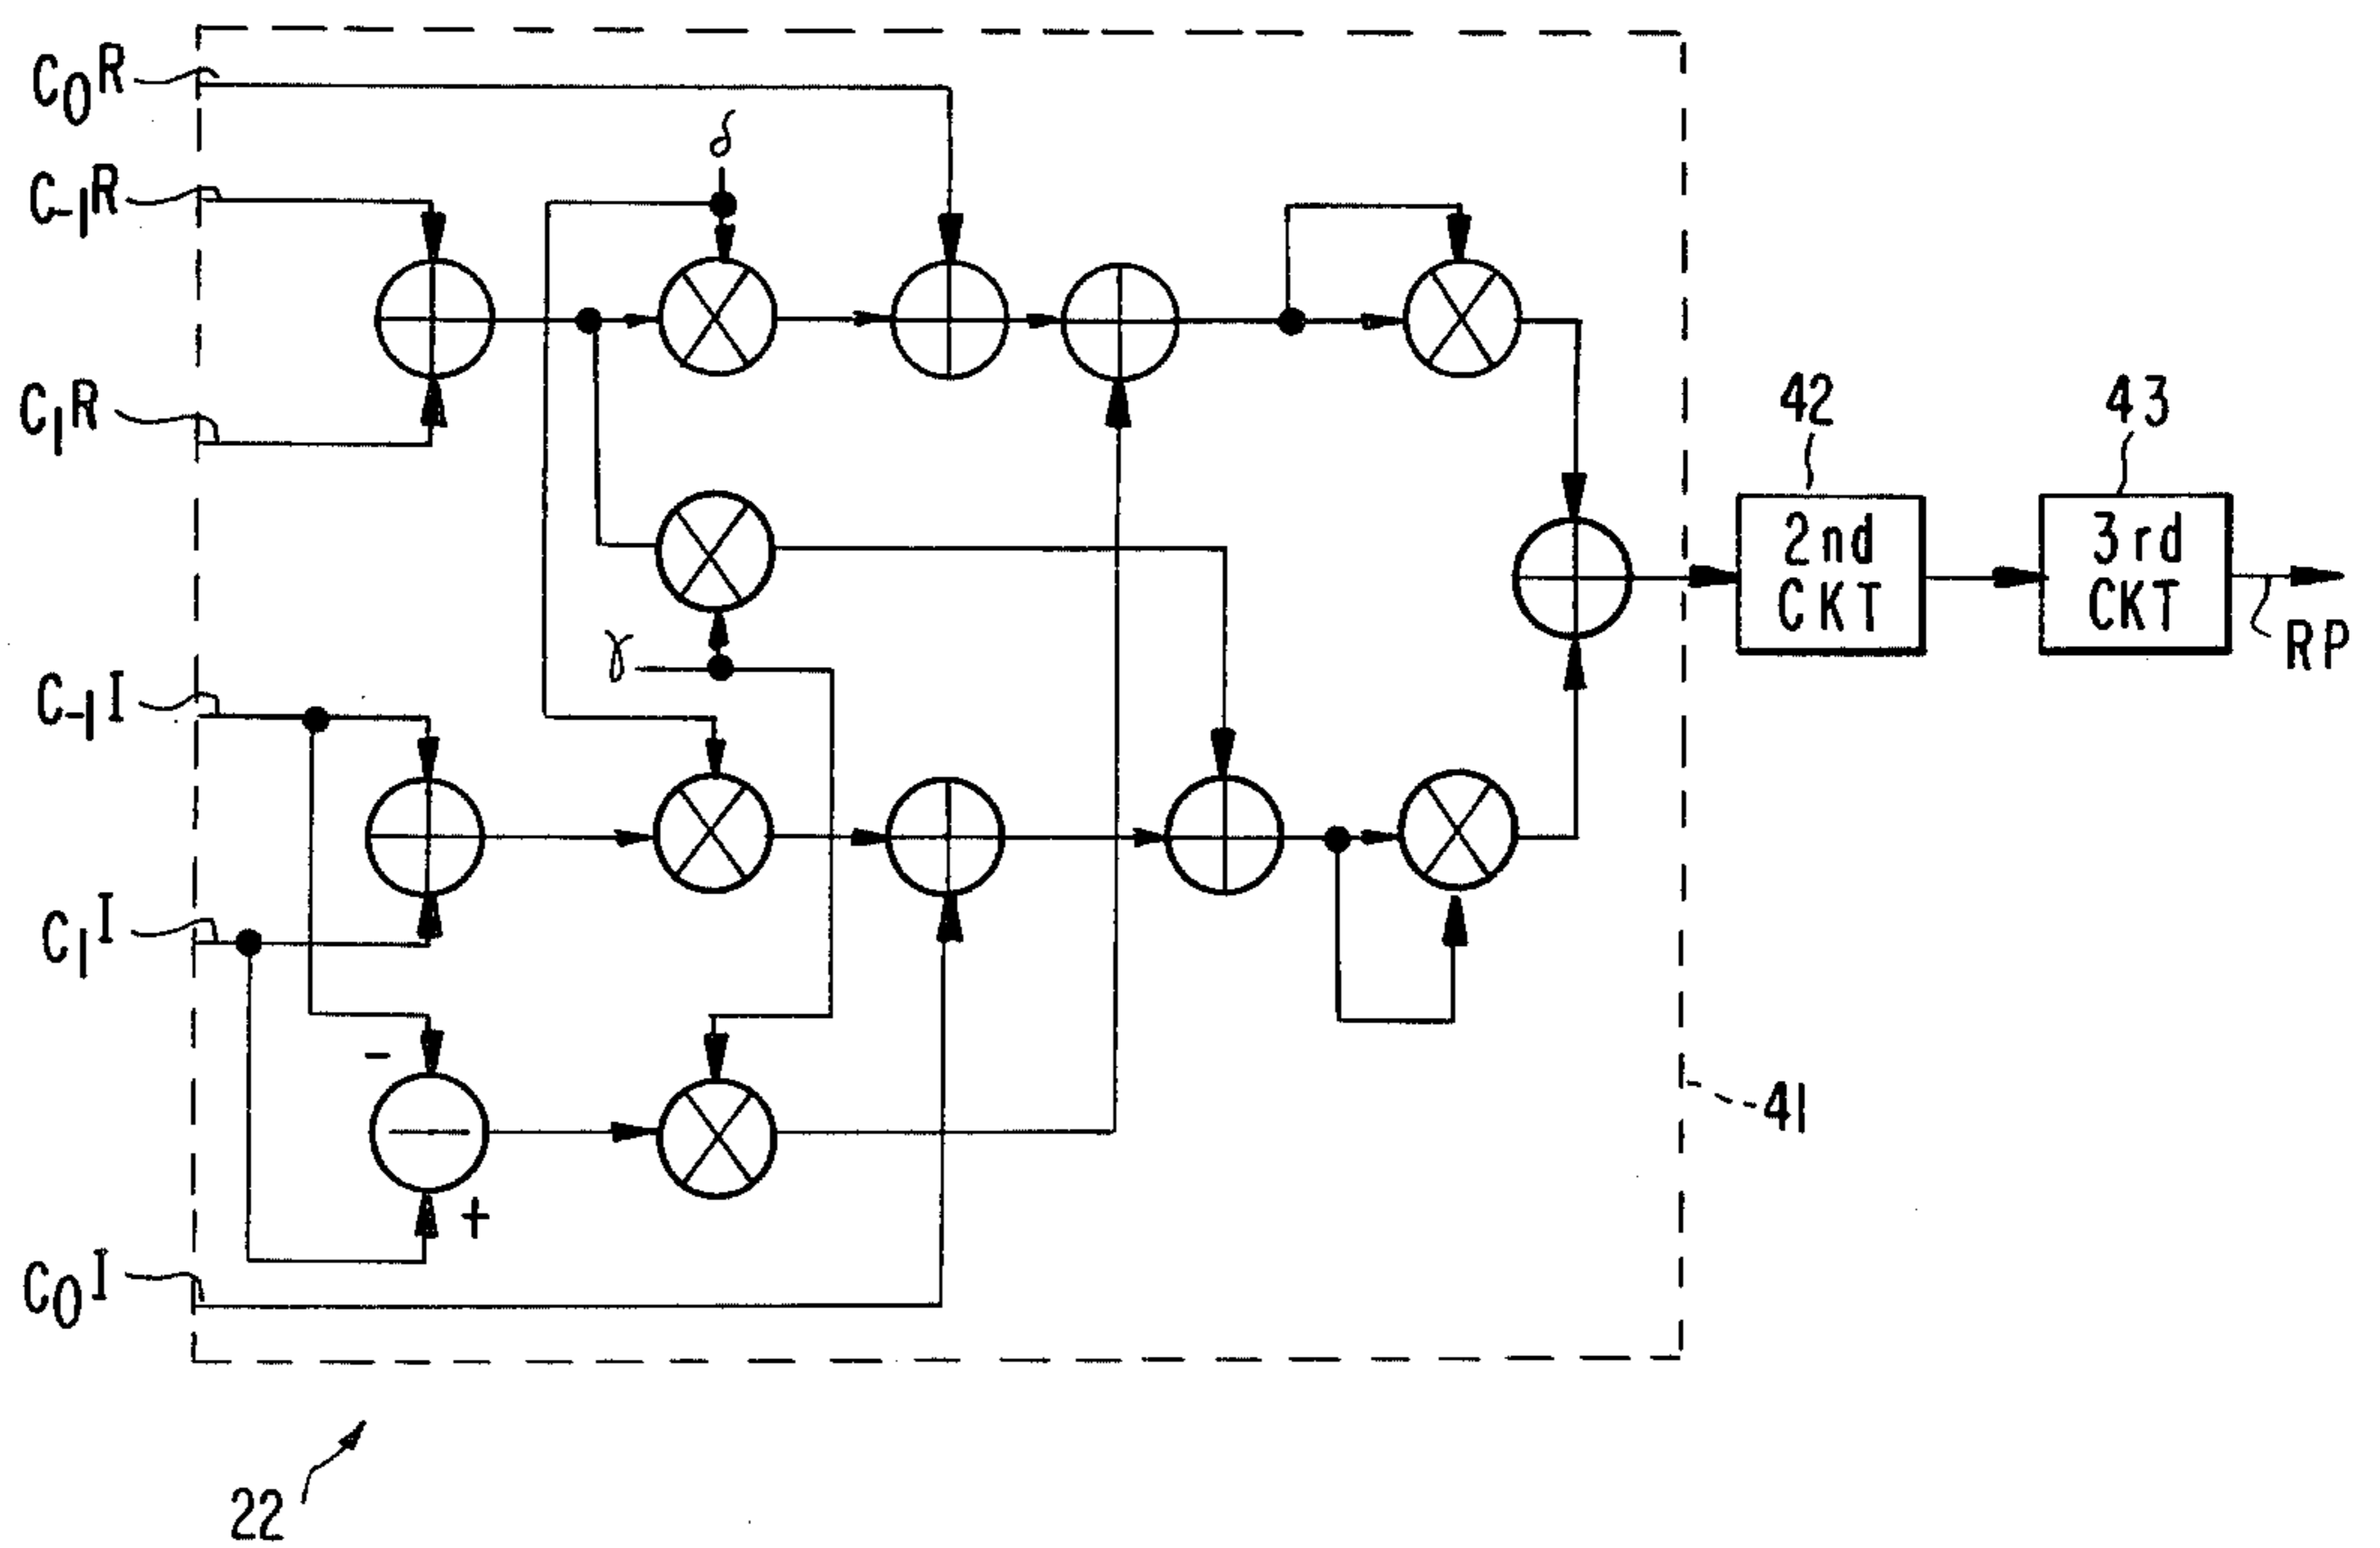 C₀R
δ
C₋₁R
C₁R
42
43
2nd
CKT
3rd
CKT
RP
γ
C₋₁I
C₁I
-
+
41
C₀I
22